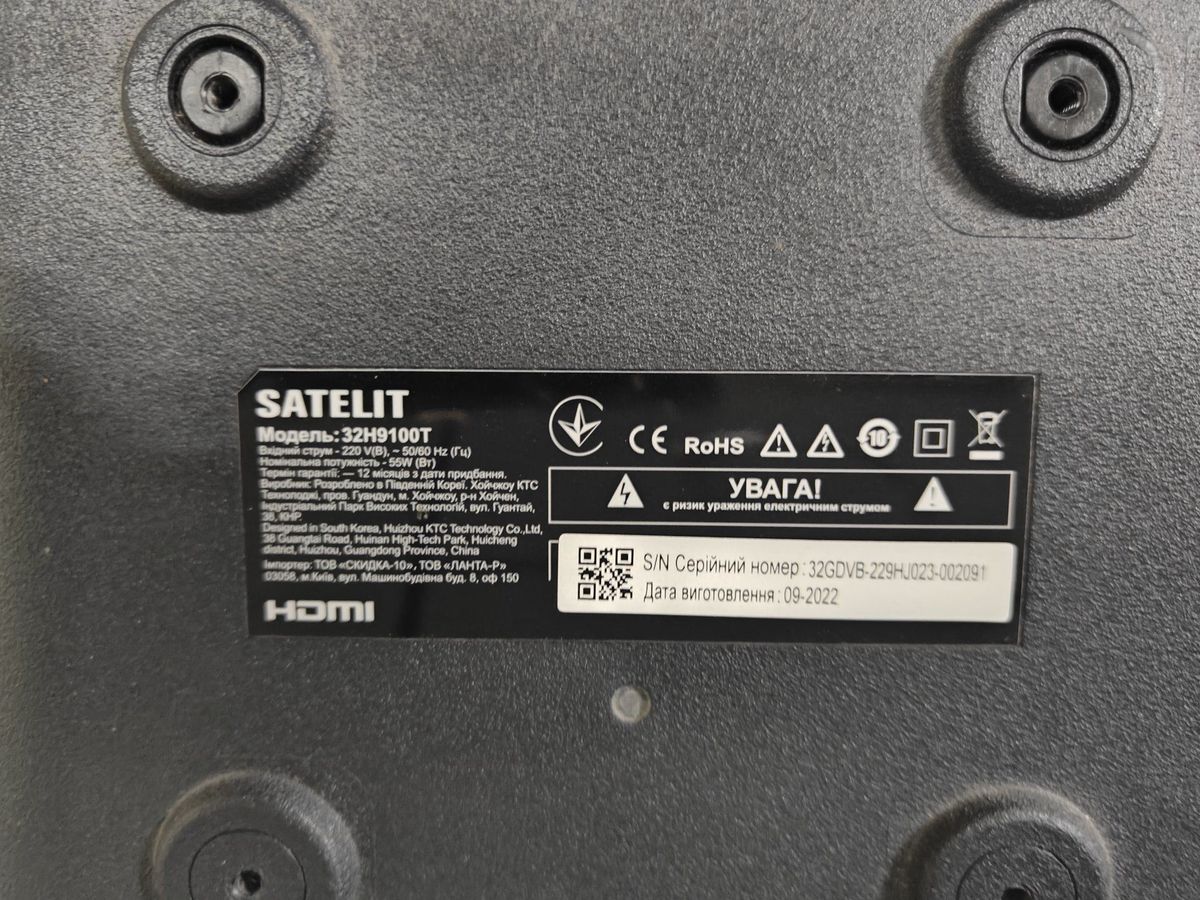 SATELIT
Модель: 32H9100T
Вхідний струм - 220 V(В), ~ 50/60 Hz (Гц)
Номінальна потужність - 55W (Вт)
Термін гарантії: — 12 місяців з дати придбання.
Виробник: Розроблено в Південній Кореї. Хойчжоу КТС
Технолоджі, пров. Гуандун, м. Хойчжоу, р-н Хойчен,
Індустріальний Парк Високих Технологій, вул. Гуантай,
38, КНР.
Designed in South Korea, Huizhou KTC Technology Co.,Ltd,
38 Guangtai Road, Huinan High-Tech Park, Huicheng
district, Huizhou, Guangdong Province, China
Імпортер: ТОВ «СКИДКА-10», ТОВ «ЛАНТА-Р»
03058, м.Київ, вул. Машинобудівна буд. 8, оф 150
HDMI
CE RoHS 10
УВАГА!
є ризик ураження електричним струмом
S/N Серійний номер : 32GDVB-229HJ023-002091
Дата виготовлення : 09-2022